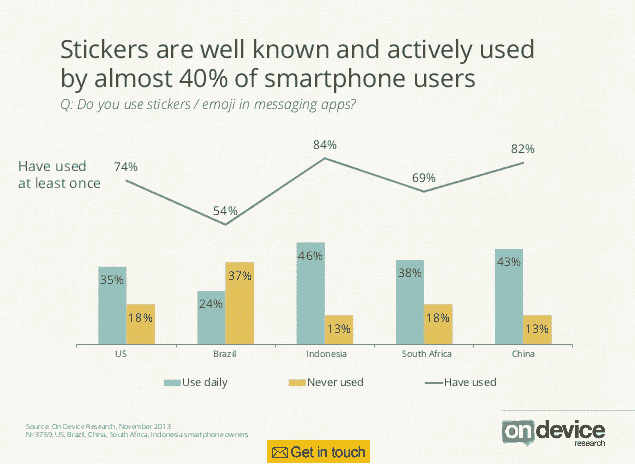 Stickers are well known and actively used
by almost 40% of smartphone users
Q: Do you use stickers / emoji in messaging apps?
Have used
at least once
74%
54%
84%
69%
82%
35%
18%
24%
37%
46%
13%
38%
18%
43%
13%
US
Brazil
Indonesia
South Africa
China
Use daily
Never used
Have used
Source: On Device Research, November 2013.
N=3759, US, Brazil, China, South Africa, Indonesia smartphone owners
ondevice
research
Get in touch